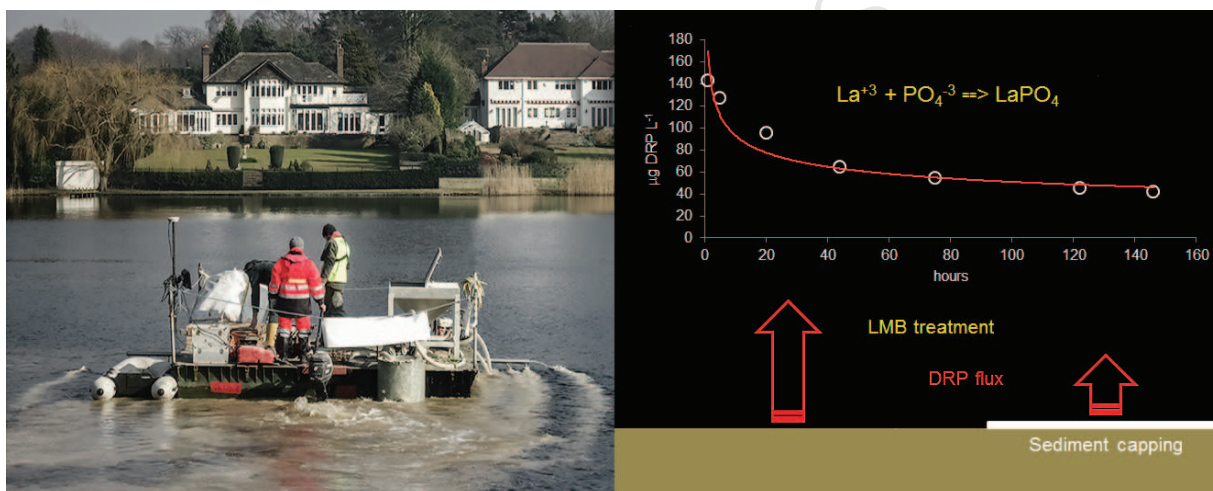 180
160
140
120
100
80
60
40
20
0
µg DRP L⁻¹
La⁺³ + PO₄⁻³ ==> LaPO₄
0 20 40 60 80 100 120 140 160
hours
LMB treatment
DRP flux
Sediment capping